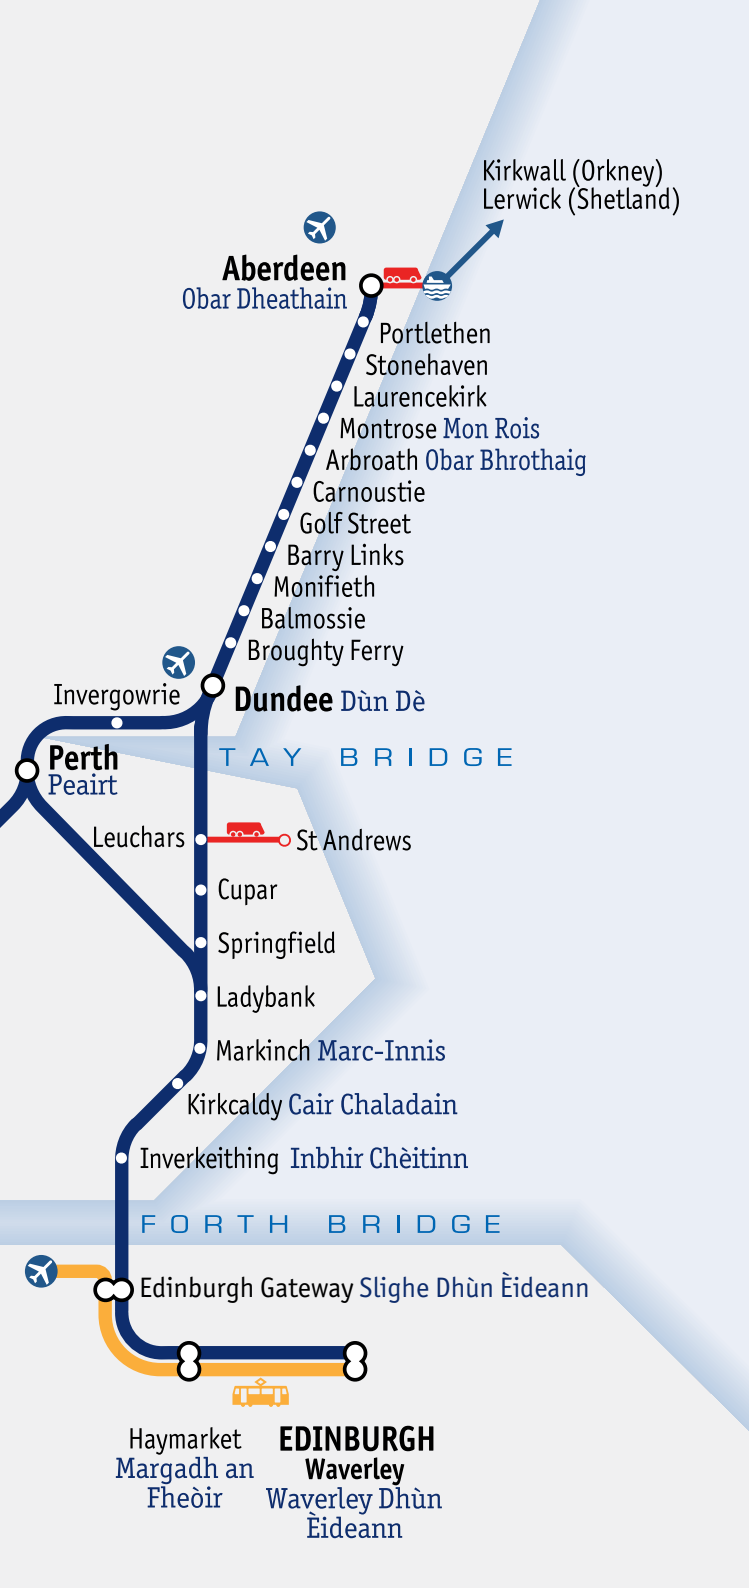 Kirkwall (Orkney)
Lerwick (Shetland)
Aberdeen
Obar Dheathain
Portlethen
Stonehaven
Laurencekirk
Montrose Mon Rois
Arbroath Obar Bhrothaig
Carnoustie
Golf Street
Barry Links
Monifieth
Balmossie
Broughty Ferry
Invergowrie
Dundee Dùn Dè
Perth
Peairt
TAY BRIDGE
Leuchars
St Andrews
Cupar
Springfield
Ladybank
Markinch Marc-Innis
Kirkcaldy Cair Chaladain
Inverkeithing Inbhir Chèitinn
FORTH BRIDGE
Edinburgh Gateway Slighe Dhùn Èideann
Haymarket
Margadh an
Fheòir
EDINBURGH
Waverley
Waverley Dhùn
Èideann